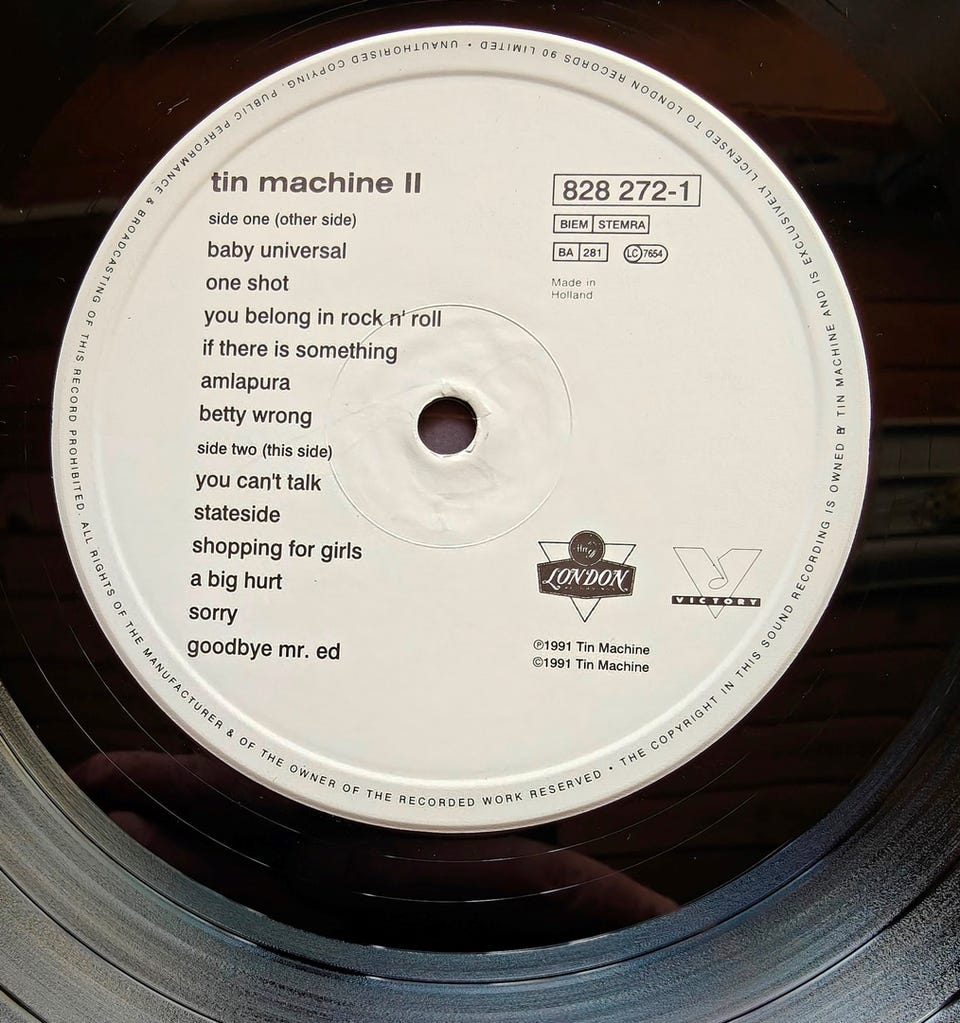 tin machine II
side one (other side)
baby universal
one shot
you belong in rock n' roll
if there is something
amlapura
betty wrong
side two (this side)
you can't talk
stateside
shopping for girls
a big hurt
sorry
goodbye mr. ed
828 272-1
BIEM STEMRA
BA 281 LC 7654
Made in
Holland
LONDON
VICTORY
℗1991 Tin Machine
©1991 Tin Machine
• THE COPYRIGHT IN THIS SOUND RECORDING IS OWNED BY TIN MACHINE AND IS EXCLUSIVELY LICENSED TO LONDON RECORDS 90 LIMITED • UNAUTHORISED COPYING, PUBLIC PERFORMANCE & BROADCASTING OF THIS RECORD PROHIBITED. ALL RIGHTS OF THE MANUFACTURER & OF THE OWNER OF THE RECORDED WORK RESERVED